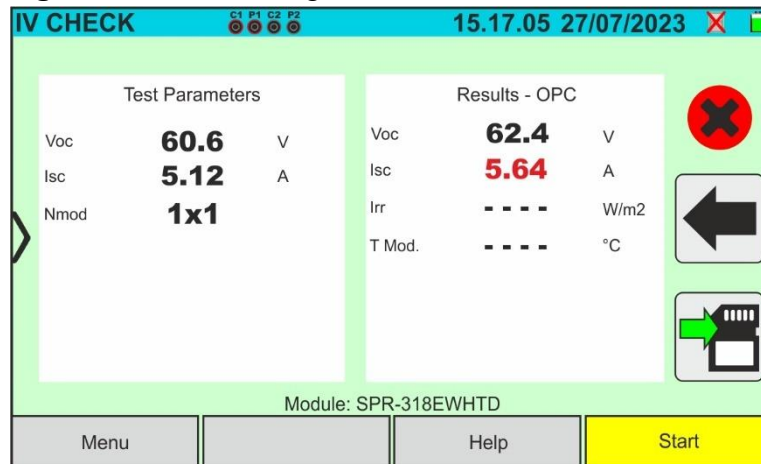 IV CHECK C1 P1 C2 P2 15.17.05 27/07/2023
Test Parameters
Voc 60.6 V
Isc 5.12 A
Nmod 1x1
Results - OPC
Voc 62.4 V
Isc 5.64 A
Irr - - - - W/m2
T Mod. - - - - °C
Module: SPR-318EWHTD
Menu Help Start